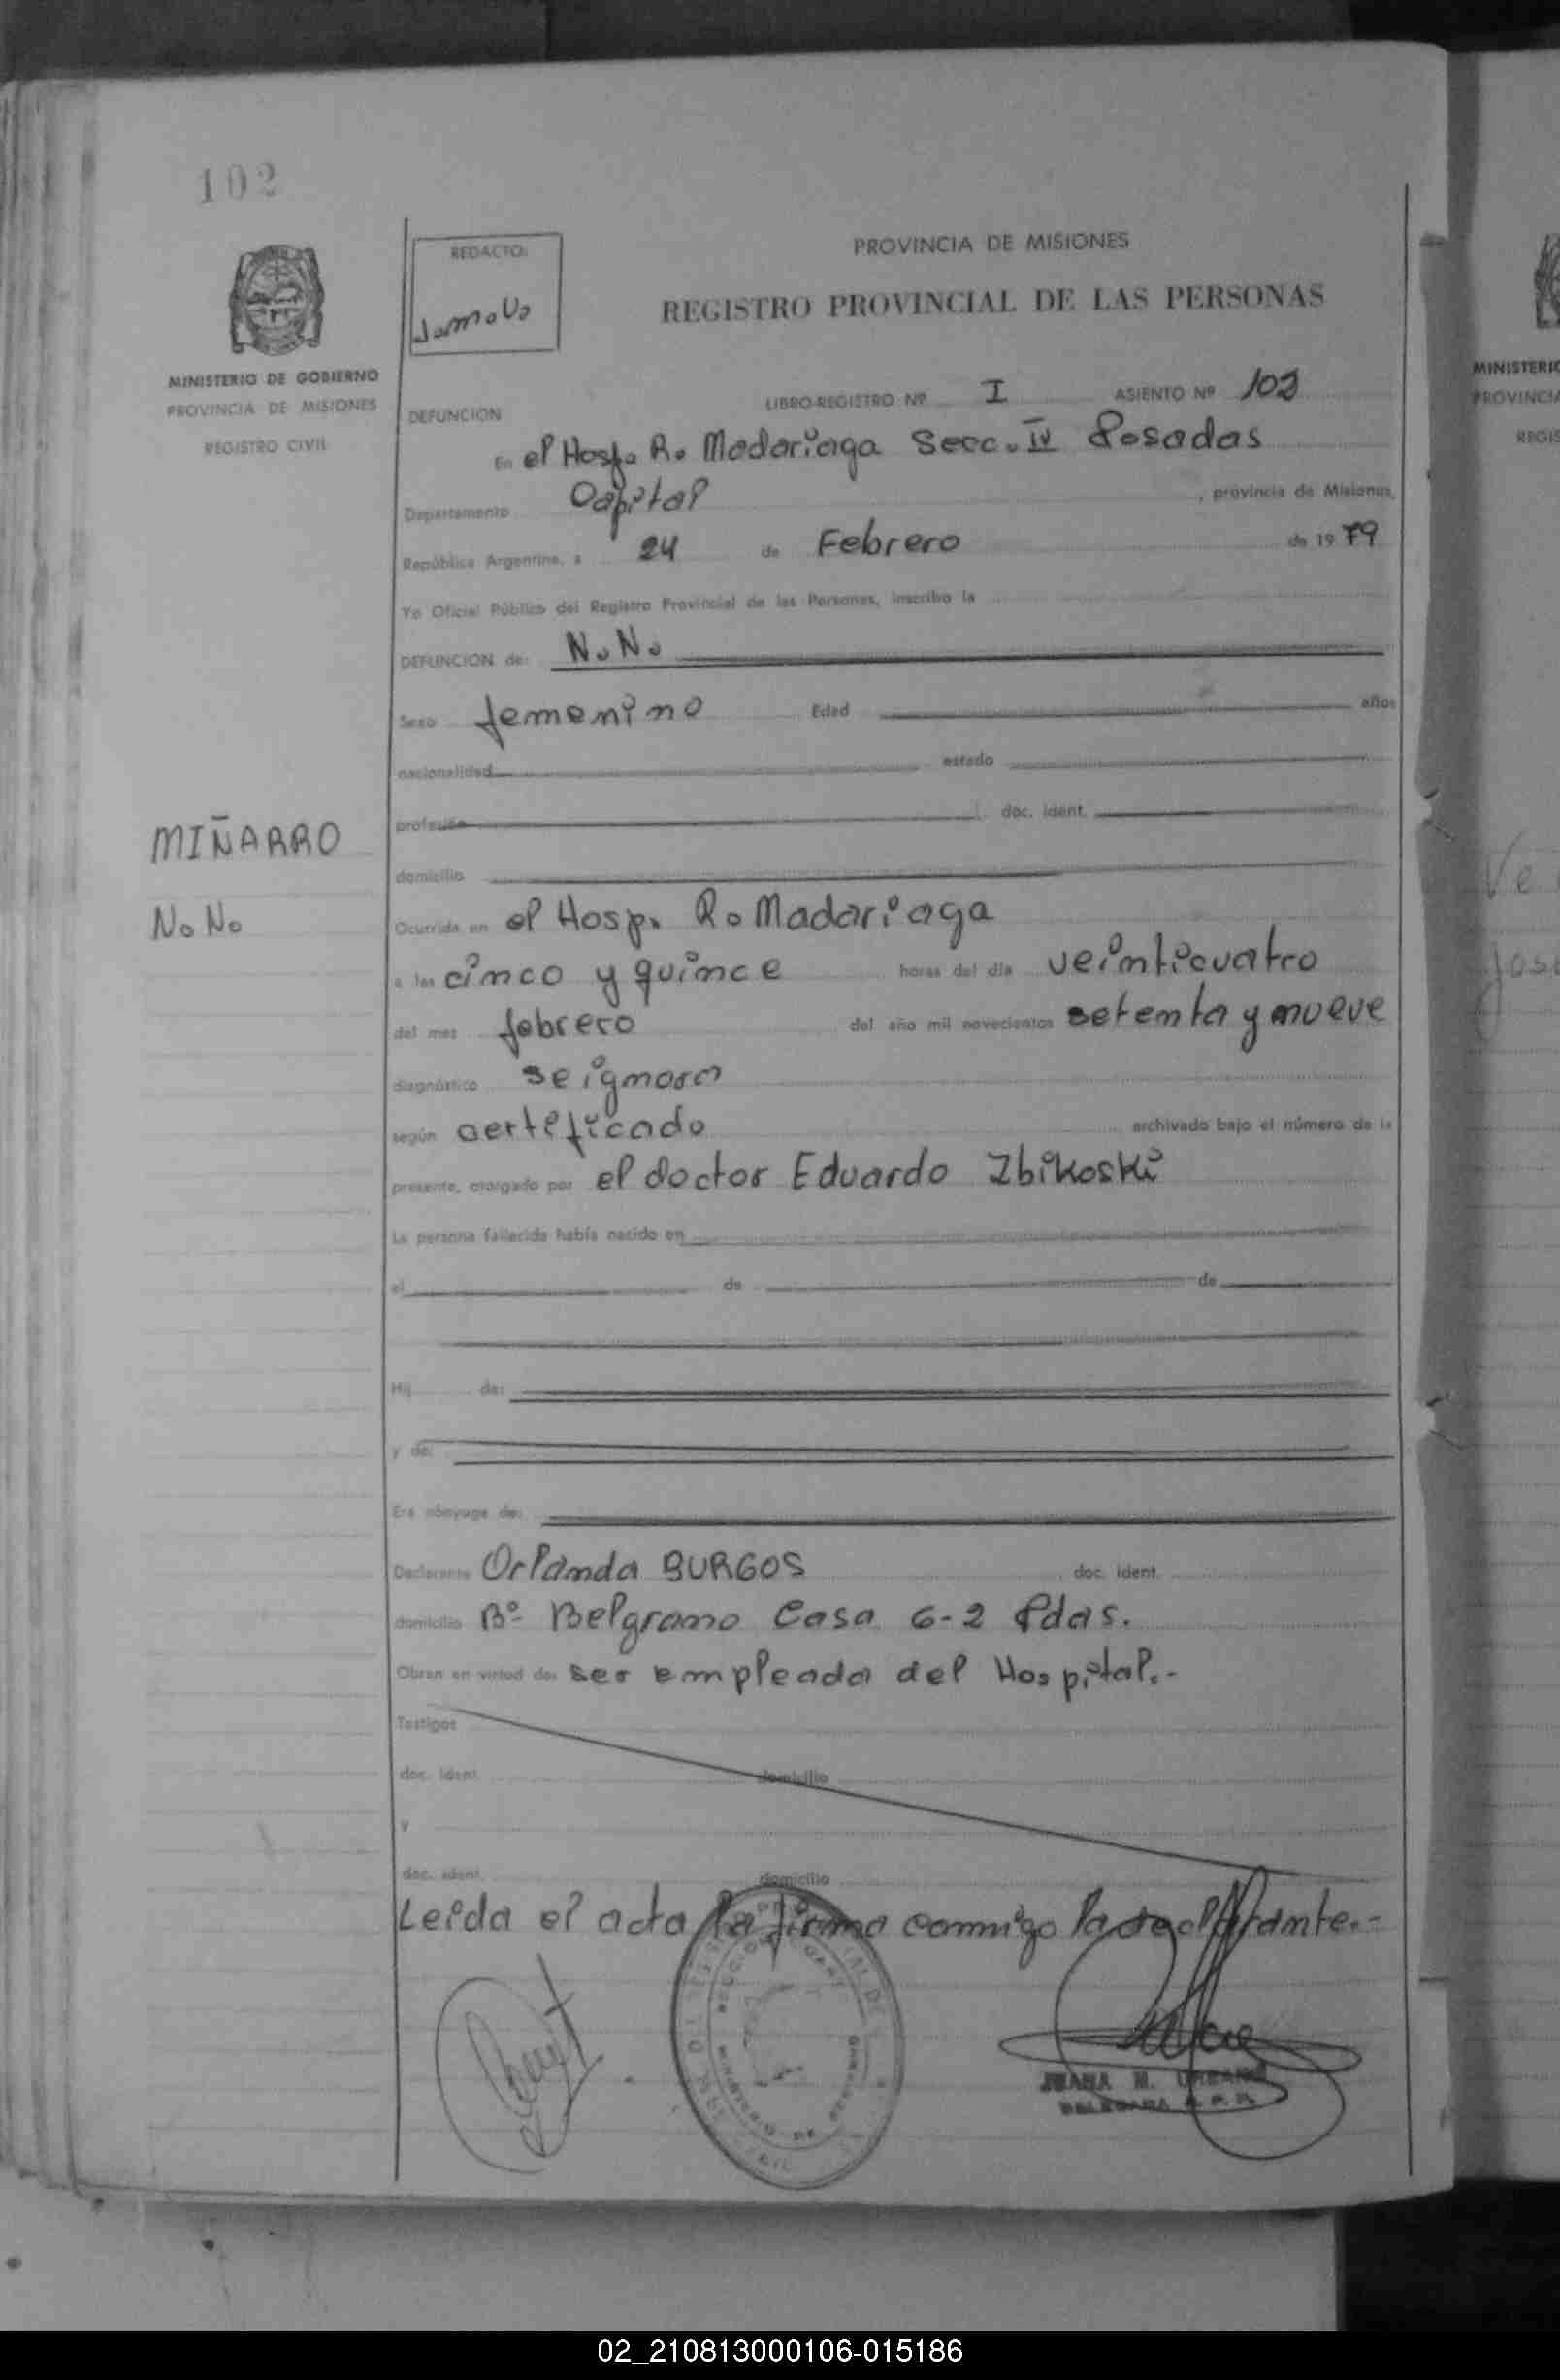 102
REDACTO:
PROVINCIA DE MISIONES
REGISTRO PROVINCIAL DE LAS PERSONAS
MINISTERIO DE GOBIERNO
PROVINCIA DE MISIONES
REGISTRO CIVIL
DEFUNCION
LIBRO-REGISTRO Nº I ASIENTO Nº 102
En el Hosp. R. Madariaga Secc. IV Posadas
Departamento Capital, provincia de Misiones,
República Argentina, a 24 de Febrero de 1979
Yo Oficial Público del Registro Provincial de las Personas, inscribo la
DEFUNCION de: N.N.
Sexo femenino Edad años
nacionalidad estado
profesión doc. ident.
MIÑARRO
domicilio
N.N.
Ocurrida en el Hosp. R. Madariaga
a las cinco y quince horas del día veinticuatro
del mes febrero del año mil novecientos setenta y nueve
diagnóstico seignora
según certificado archivado bajo el número de la
presente, otorgado por el doctor Eduardo Zbikoski
La persona fallecida había nacido en
el de de
Hij de:
y de:
Era cónyuge de:
Declarante Orlanda BURGOS doc. ident.
domicilio Bº Belgrano Casa 6-2 Pdas.
Obran en virtud de: ser empleada del Hospital.-
Testigos
doc. ident. domicilio
y
doc. ident. domicilio
Leida el acta la firma conmigo la declarante.-
JUANA M. URBANO
DELEGADA R. P. P.
MINISTERIO
PROVINCIA
REGIS
02_210813000106-015186